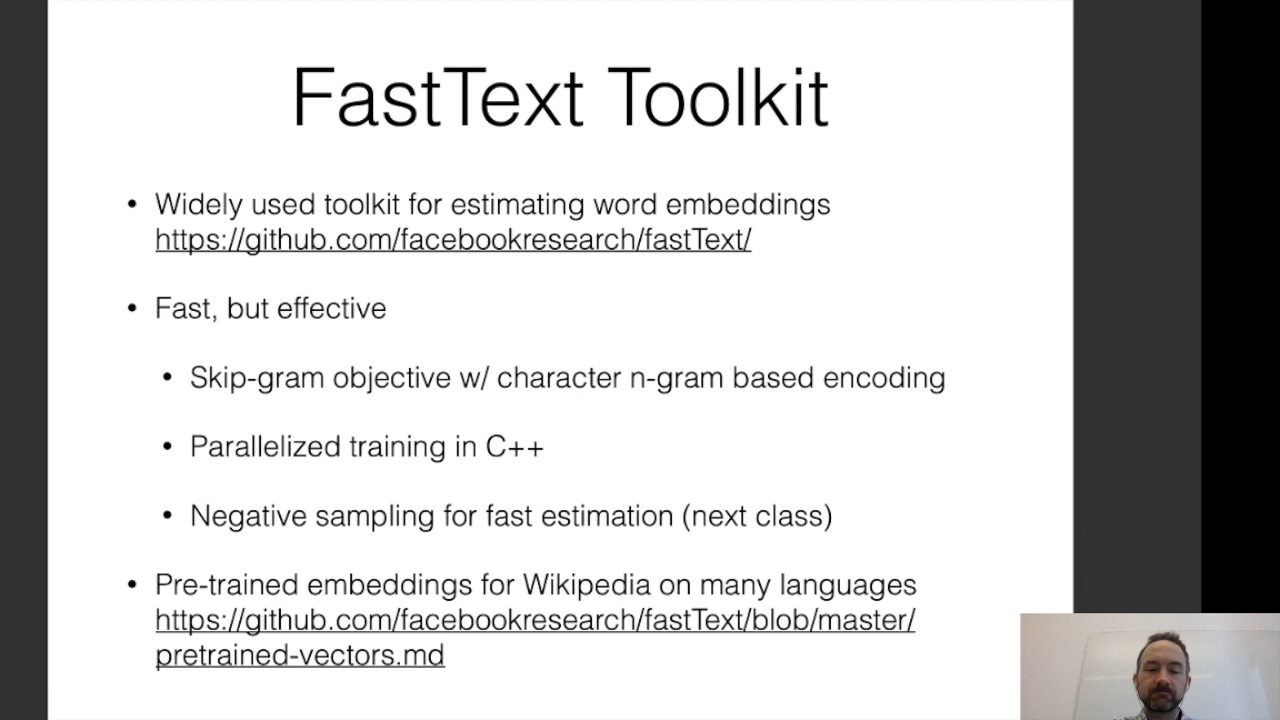 FastText Toolkit
• Widely used toolkit for estimating word embeddings
https://github.com/facebookresearch/fastText/
• Fast, but effective
• Skip-gram objective w/ character n-gram based encoding
• Parallelized training in C++
• Negative sampling for fast estimation (next class)
• Pre-trained embeddings for Wikipedia on many languages
https://github.com/facebookresearch/fastText/blob/master/
pretrained-vectors.md